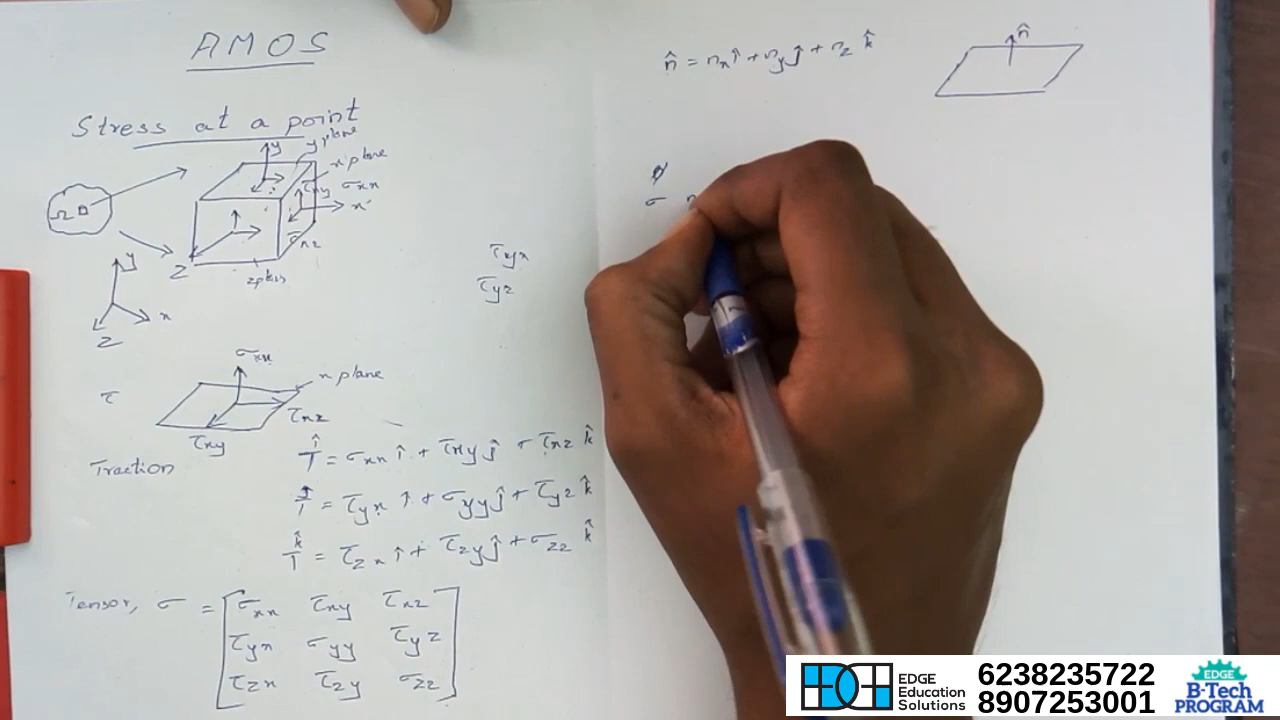 AMOS
Stress at a point
y
y plane
x plane
τxy σxx
x
τxz
Z
z plan
y
x
Z
τyx
τyz
σxx
x plane
τ
τxz
τxy
Traction
T^î = σxx î + τxy ĵ + τxz k̂
T^ĵ = τyx î + σyy ĵ + τyz k̂
T^k̂ = τzx î + τzy ĵ + σzz k̂
Tensor, σ = [σxx τxy τxz
τyx σyy τyz
τzx τzy σzz]
n̂ = nx î + ny ĵ + nz k̂
n̂
σ n
EDGE
Education
Solutions
6238235722
8907253001
EDGE
B-Tech
PROGRAM